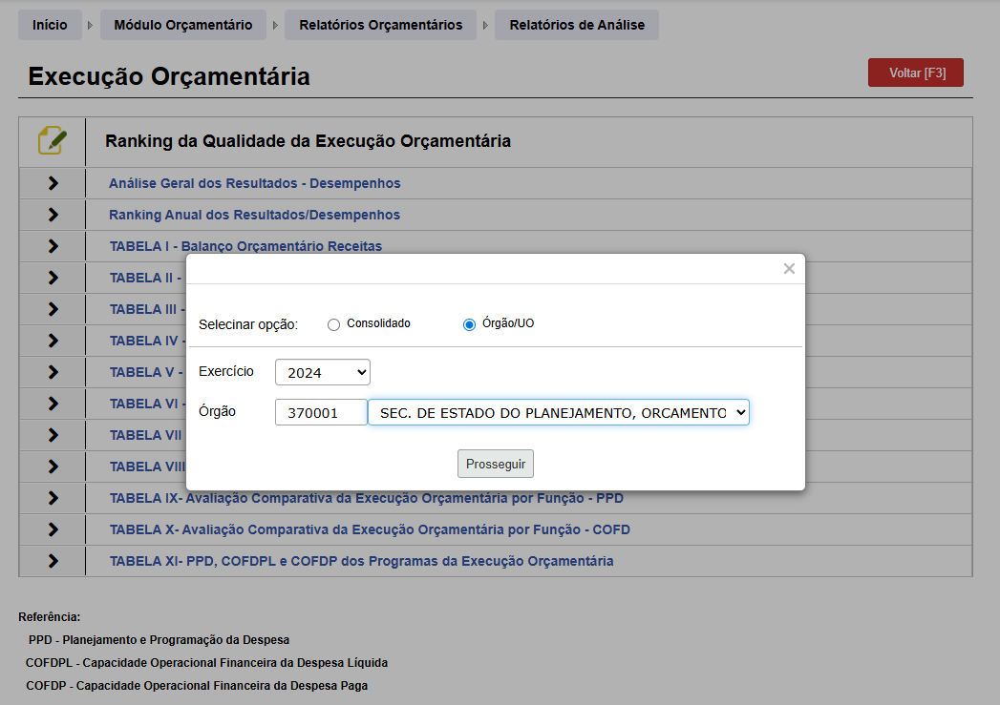 Início Módulo Orçamentário Relatórios Orçamentários Relatórios de Análise
Execução Orçamentária
Voltar [F3]
Ranking da Qualidade da Execução Orçamentária
Análise Geral dos Resultados - Desempenhos
Ranking Anual dos Resultados/Desempenhos
TABELA I - Balanço Orçamentário Receitas
TABELA II -
TABELA III -
TABELA IV -
TABELA V -
TABELA VI -
TABELA VII
TABELA VIII
×
Selecinar opção: Consolidado Órgão/UO
Exercício 2024
Órgão 370001 SEC. DE ESTADO DO PLANEJAMENTO, ORCAMENTO
Prosseguir
TABELA IX- Avaliação Comparativa da Execução Orçamentária por Função - PPD
TABELA X- Avaliação Comparativa da Execução Orçamentária por Função - COFD
TABELA XI- PPD, COFDPL e COFDP dos Programas da Execução Orçamentária
Referência:
PPD - Planejamento e Programação da Despesa
COFDPL - Capacidade Operacional Financeira da Despesa Líquida
COFDP - Capacidade Operacional Financeira da Despesa Paga